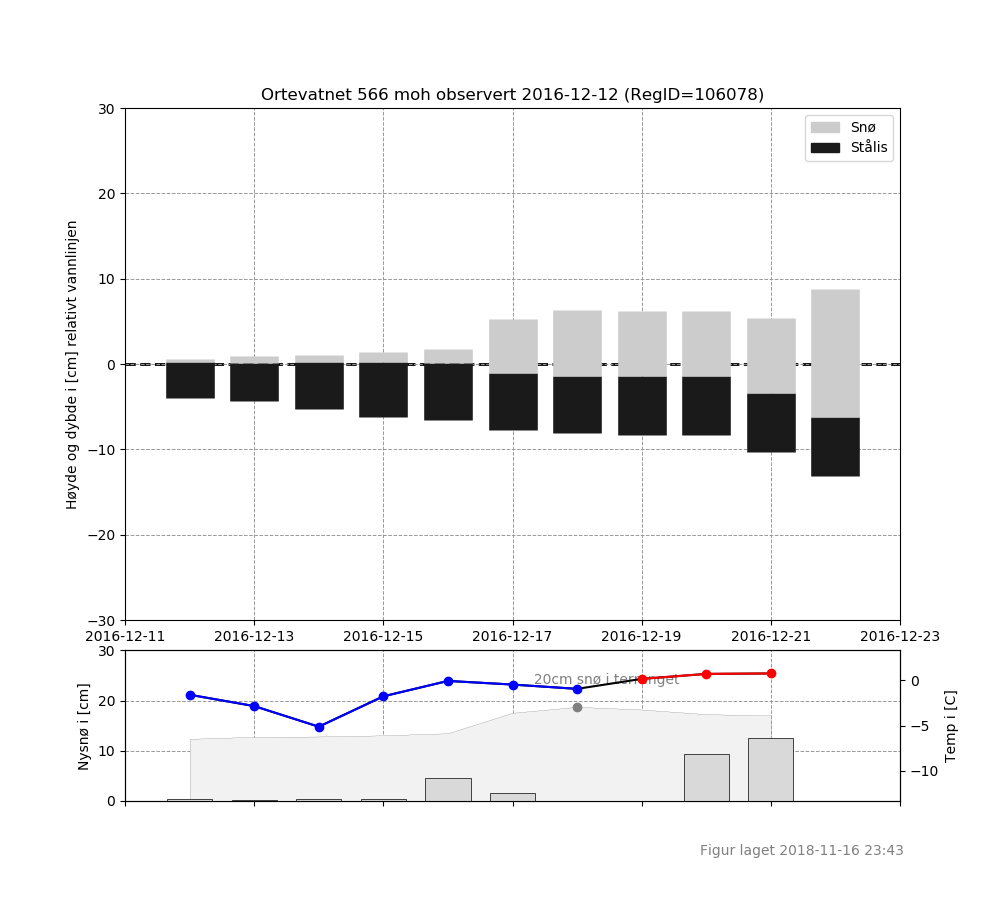 Ortevatnet 566 moh observert 2016-12-12 (RegID=106078)
Snø
Stålis
Høyde og dybde i [cm] relativt vannlinjen
30
20
10
0
−10
−20
−30
2016-12-11 2016-12-13 2016-12-15 2016-12-17 2016-12-19 2016-12-21 2016-12-23
Nysnø i [cm]
30
20
10
0
20cm snø i terrenget
0
−5
−10
Temp i [C]
Figur laget 2018-11-16 23:43